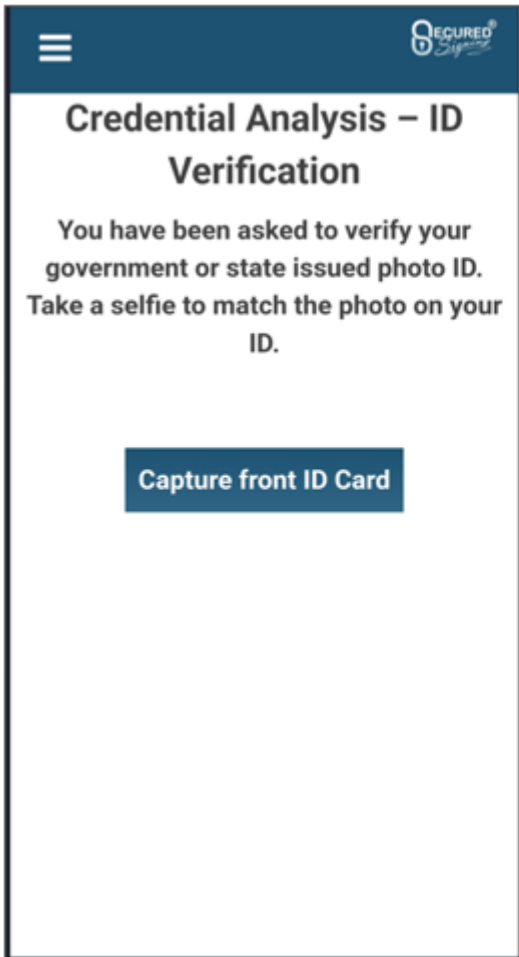 SECURED®
Signing
Credential Analysis – ID
Verification
You have been asked to verify your
government or state issued photo ID.
Take a selfie to match the photo on your
ID.
Capture front ID Card